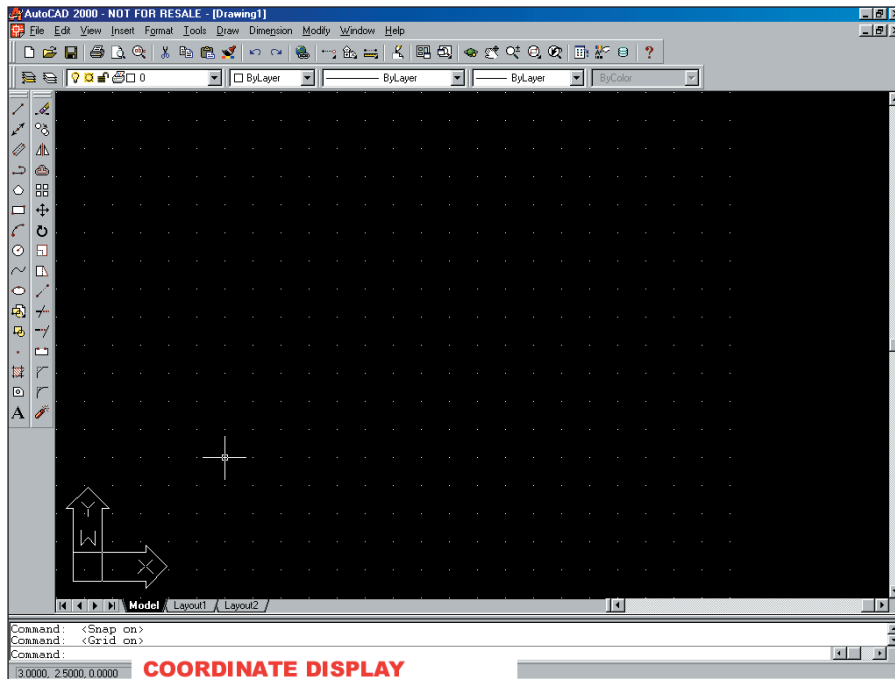 AutoCAD 2000 - NOT FOR RESALE - [Drawing1]
File Edit View Insert Format Tools Draw Dimension Modify Window Help
0 ByLayer ByLayer ByLayer ByColor
A
Y
W
X
Model Layout1 Layout2
Command: <Snap on>
Command: <Grid on>
Command:
3.0000, 2.5000, 0.0000 COORDINATE DISPLAY